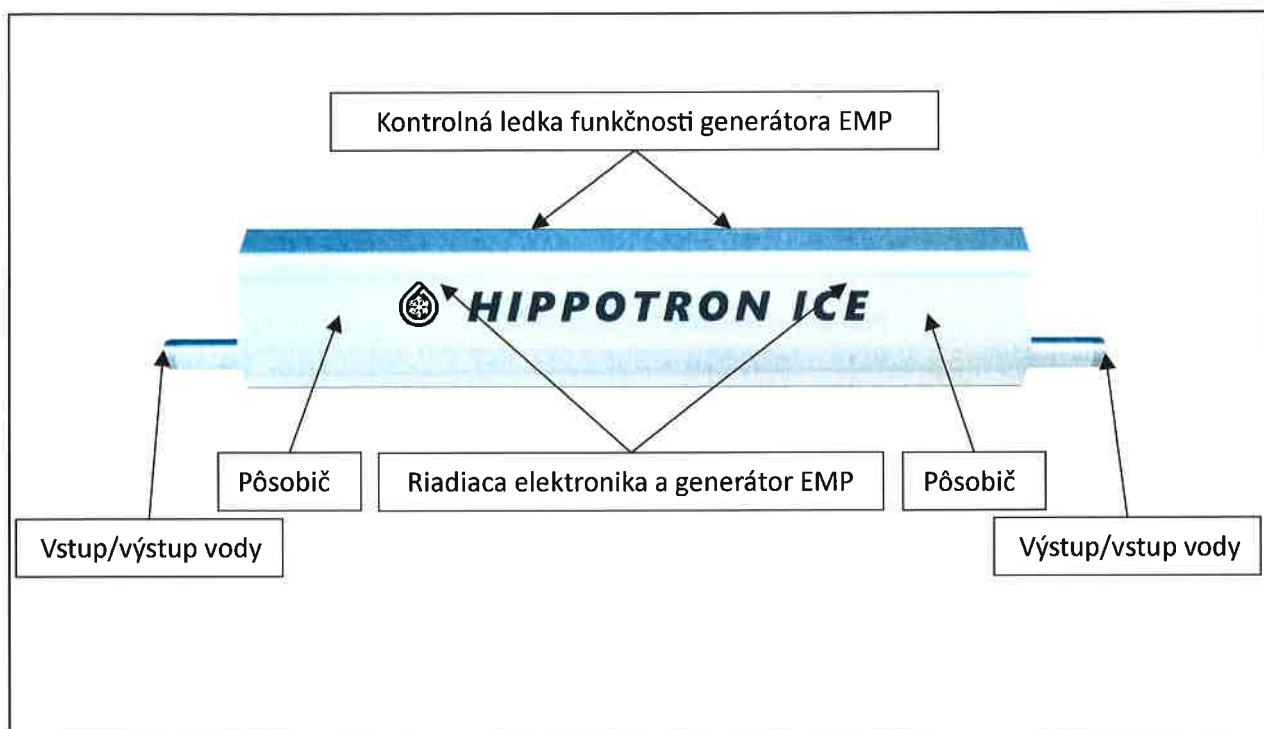 Kontrolná ledka funkčnosti generátora EMP
HIPPOTRON ICE
Pôsobič
Riadiaca elektronika a generátor EMP
Pôsobič
Vstup/výstup vody
Výstup/vstup vody